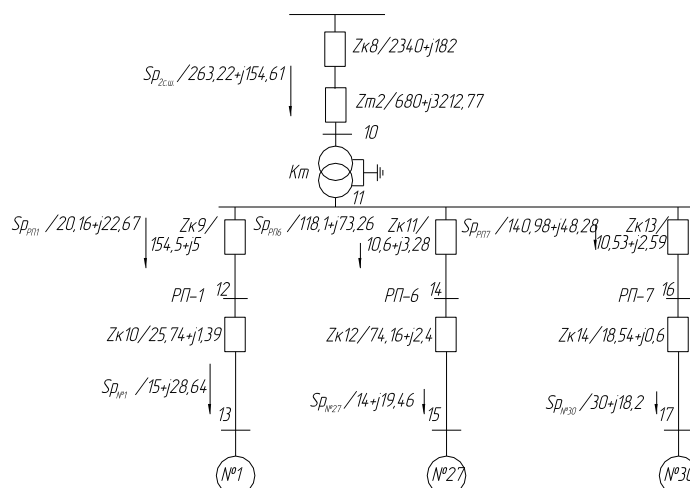 Zк8/2340+j182
Sp2с.ш. /263,22+j154,61
Zт2/680+j3212,77
10
Кт
11
SpРП1 /20,16+j22,67
Zк9/
154,5+j5
SpРП6 /118,1+j73,26
Zк11/
10,6+j3,28
SpРП7 /140,98+j48,28
Zк13/
10,53+j2,59
РП-1
12
РП-6
14
РП-7
16
Zк10/25,74+j1,39
Zк12/74,16+j2,4
Zк14/18,54+j0,6
Sp№1 /15+j28,64
Sp№27 /14+j19,46
Sp№30 /30+j18,2
13
15
17
№1
№27
№30